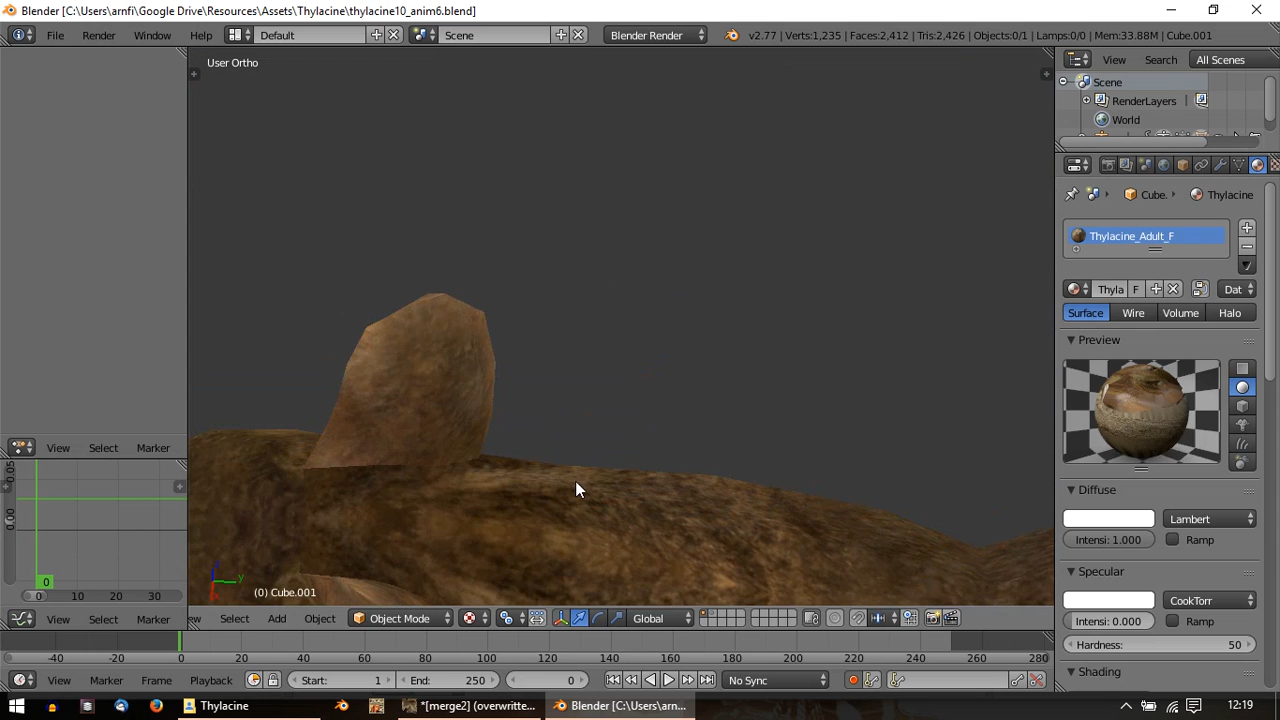 Blender [C:\Users\arnfi\Google Drive\Resources\Assets\Thylacine\thylacine10_anim6.blend]
File Render Window Help Default Scene Blender Render v2.77 | Verts:1,235 | Faces:2,412 | Tris:2,426 | Objects:0/1 | Lamps:0/0 | Mem:33.88M | Cube.001
User Ortho
View Search All Scenes
Scene
RenderLayers
World
Cube. Thylacine
Thylacine_Adult_F
Thyla F Dat
Surface Wire Volume Halo
Preview
View Select Marker
0.05
0.00
Diffuse
Lambert
Intensi: 1.000 Ramp
Specular
CookTorr
Intensi: 0.000 Ramp
Hardness: 50
Shading
z
y
x
0
0 10 20 30
(0) Cube.001
View Select Marker
ew Select Add Object Object Mode Global
-40 -20 0 20 40 60 80 100 120 140 160 180 200 220 240 260 280
View Marker Frame Playback Start: 1 End: 250 0 No Sync
Thylacine *[merge2] (overwritte... Blender [C:\Users\arn... 12:19